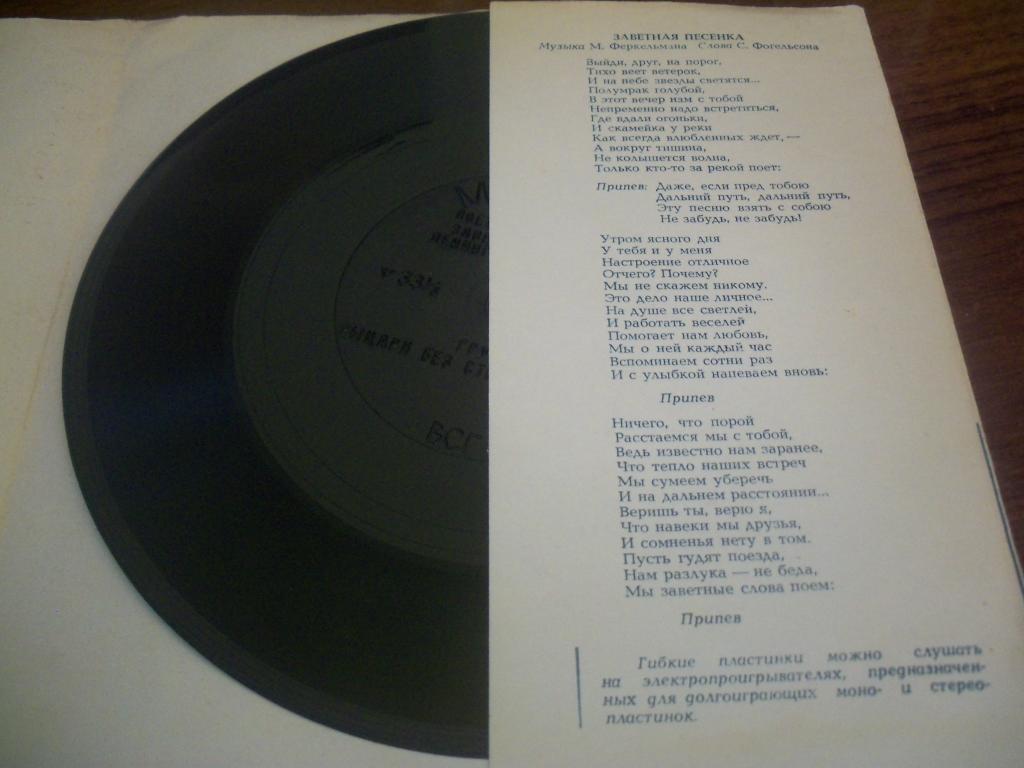 ЗАВЕТНАЯ ПЕСЕНКА
Музыка М. Феркельмана Слова С. Фогельсона
Выйди, друг, на порог,
Тихо веет ветерок,
И на небе звезды светятся...
Полумрак голубой,
В этот вечер нам с тобой
Непременно надо встретиться,
Где вдали огоньки,
И скамейка у реки
Как всегда влюбленных ждет,—
А вокруг тишина,
Не колышется волна,
Только кто-то за рекой поет:
Припев: Даже, если пред тобою
Дальний путь, дальний путь,
Эту песню взять с собою
Не забудь, не забудь!
Утром ясного дня
У тебя и у меня
Настроение отличное
Отчего? Почему?
Мы не скажем никому.
Это дело наше личное...
На душе все светлей,
И работать веселей
Помогает нам любовь,
Мы о ней каждый час
Вспоминаем сотни раз
И с улыбкой напеваем вновь:
Припев
Ничего, что порой
Расстаемся мы с тобой,
Ведь известно нам заранее,
Что тепло наших встреч
Мы сумеем уберечь
И на дальнем расстоянии...
Веришь ты, верю я,
Что навеки мы друзья,
И сомненья нету в том.
Пусть гудят поезда,
Нам разлука — не беда,
Мы заветные слова поем:
Припев
Гибкие пластинки можно слушать
на электропроигрывателях, предназначен-
ных для долгоиграющих моно- и стерео-
пластинок.
М
33⅓
ГРУ
РЫЦАРИ БЕЗ СТ
ВСГ